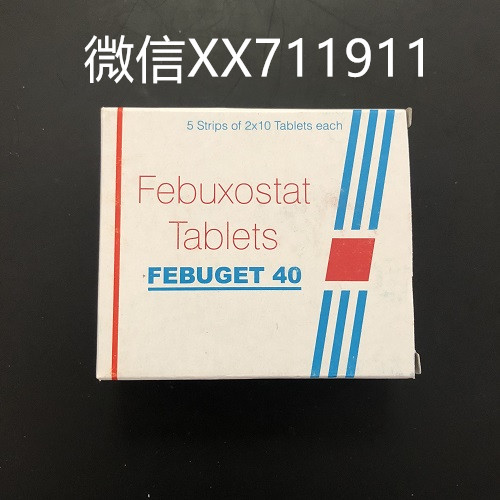 微信XX711911
5 Strips of 2x10 Tablets each
Febuxostat
Tablets
FEBUGET 40